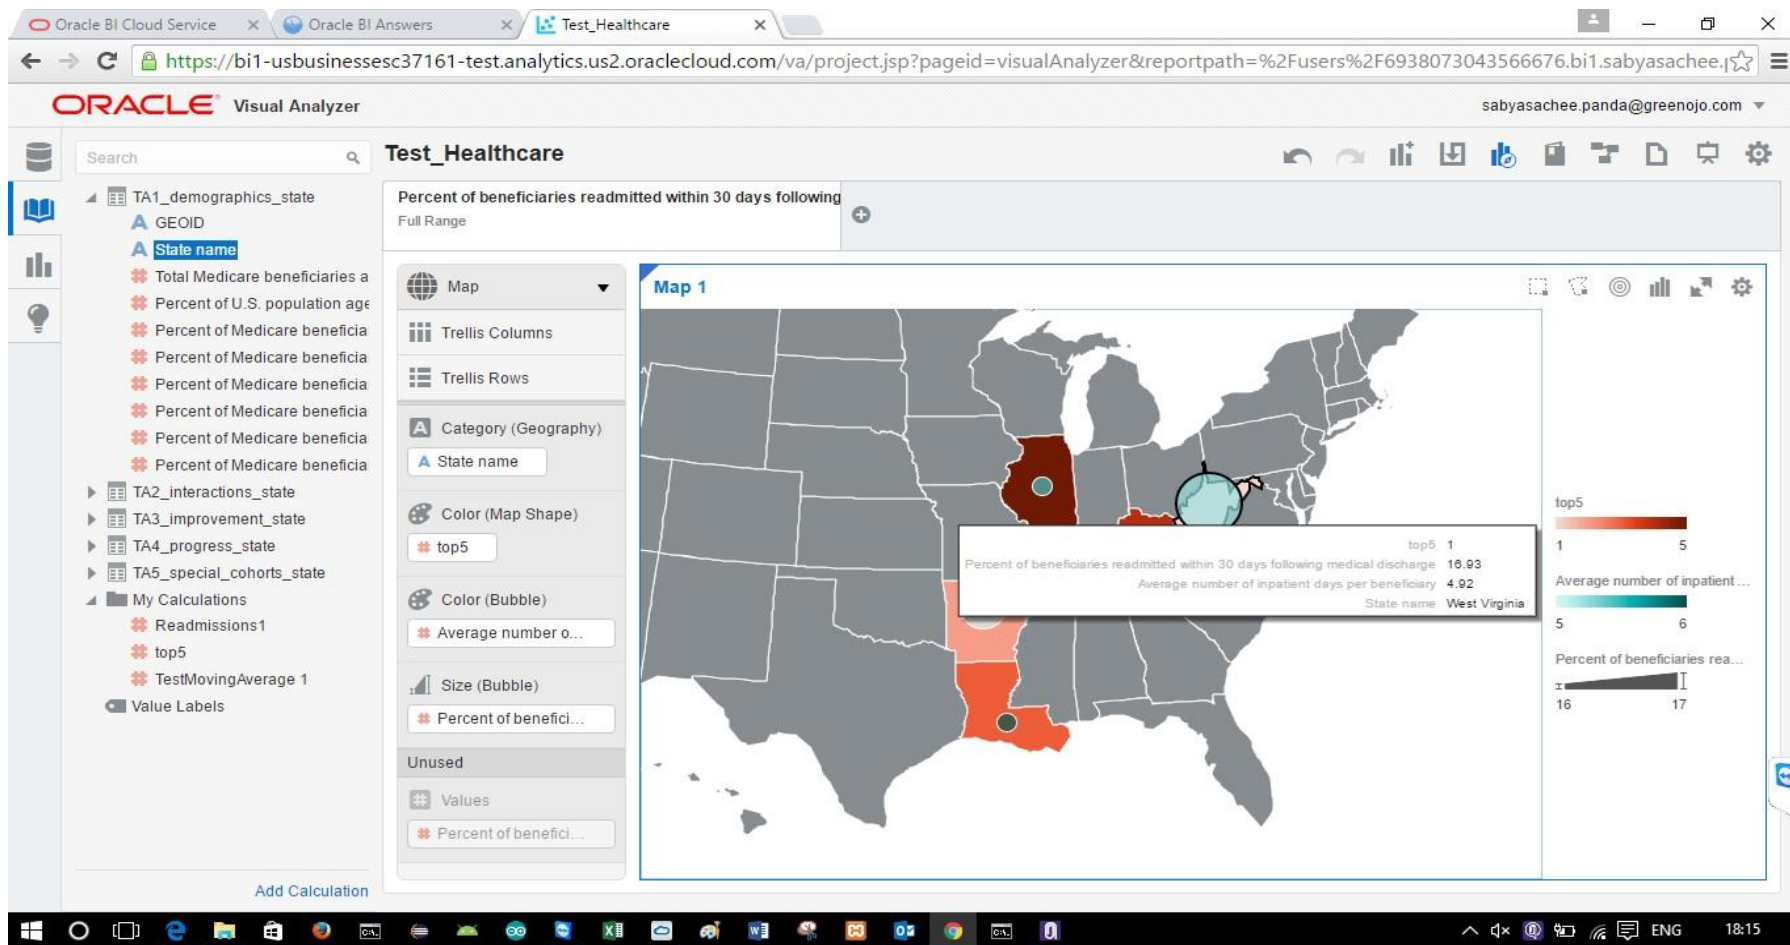 Oracle BI Cloud Service
Oracle BI Answers
Test_Healthcare
https://bi1-usbusinessesc37161-test.analytics.us2.oraclecloud.com/va/project.jsp?pageid=visualAnalyzer&reportpath=%2Fusers%2F6938073043566676.bi1.sabyasachee.p
ORACLE Visual Analyzer
sabyasachee.panda@greenojo.com
Search
Test_Healthcare
TA1_demographics_state
GEOID
State name
Total Medicare beneficiaries a
Percent of U.S. population age
Percent of Medicare beneficia
Percent of Medicare beneficia
Percent of Medicare beneficia
Percent of Medicare beneficia
Percent of Medicare beneficia
Percent of Medicare beneficia
TA2_interactions_state
TA3_improvement_state
TA4_progress_state
TA5_special_cohorts_state
My Calculations
Readmissions1
top5
TestMovingAverage 1
Value Labels
Add Calculation
Percent of beneficiaries readmitted within 30 days following
Full Range
Map
Trellis Columns
Trellis Rows
Category (Geography)
A State name
Color (Map Shape)
# top5
Color (Bubble)
# Average number o...
Size (Bubble)
# Percent of benefici...
Unused
Values
# Percent of benefici...
Map 1
top5 1
Percent of beneficiaries readmitted within 30 days following medical discharge 16.93
Average number of inpatient days per beneficiary 4.92
State name West Virginia
top5
1 5
Average number of inpatient ...
5 6
Percent of beneficiaries rea...
16 17
ENG 18:15